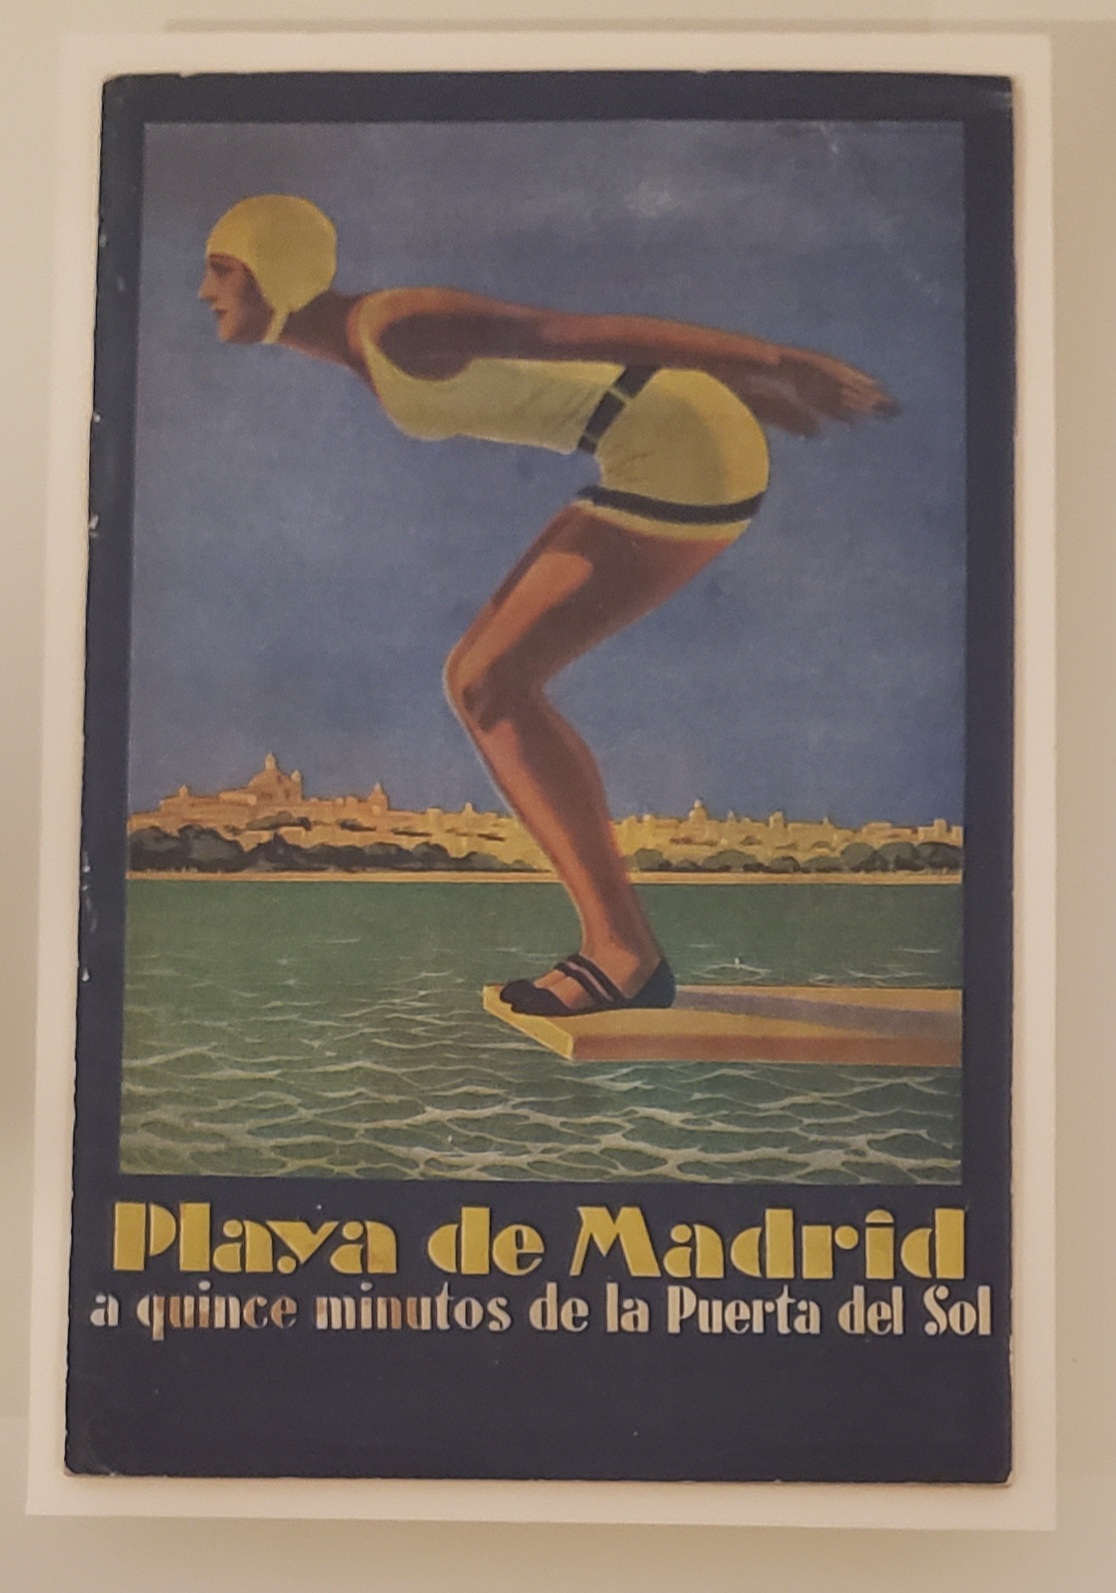 Playa de Madrid
a quince minutos de la Puerta del Sol